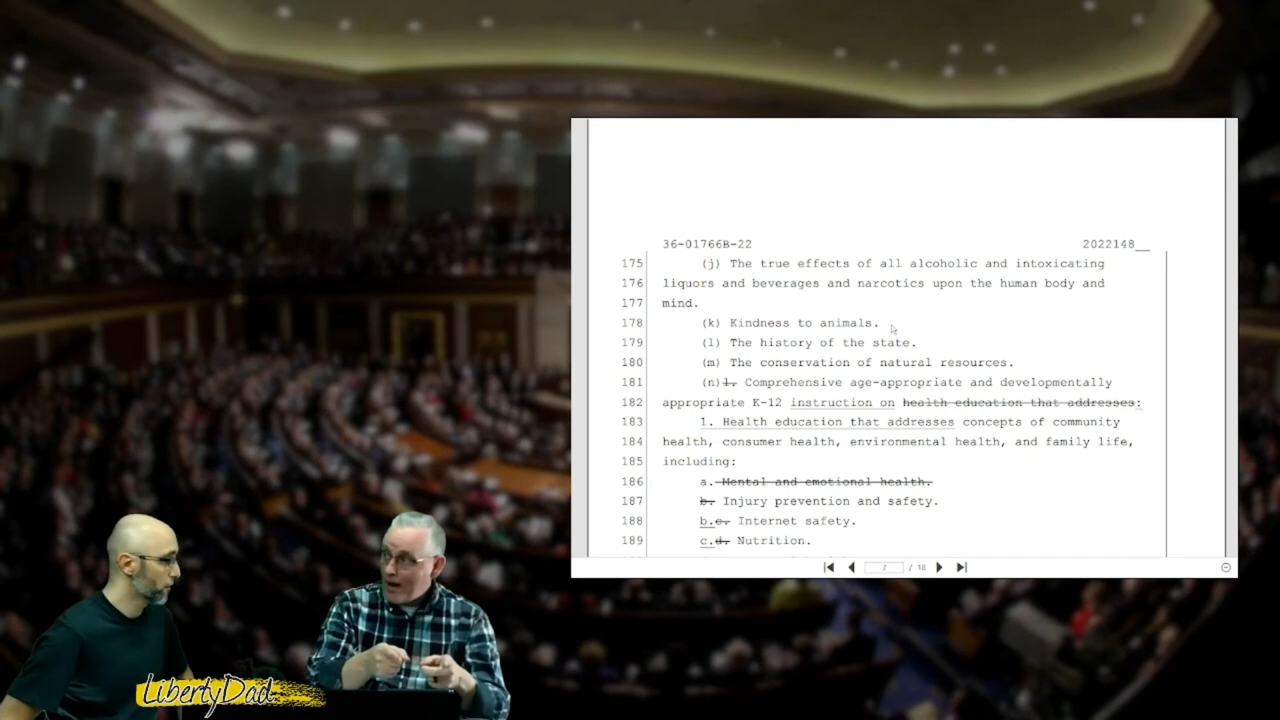 36-01766B-22 2022148__
175 (j) The true effects of all alcoholic and intoxicating
176 liquors and beverages and narcotics upon the human body and
177 mind.
178 (k) Kindness to animals.
179 (l) The history of the state.
180 (m) The conservation of natural resources.
181 (n)1. Comprehensive age-appropriate and developmentally
182 appropriate K-12 instruction on health education that addresses:
183 1. Health education that addresses concepts of community
184 health, consumer health, environmental health, and family life,
185 including:
186 a. Mental and emotional health.
187 b. Injury prevention and safety.
188 b.c. Internet safety.
189 c.d. Nutrition.
7 / 18
LibertyDad